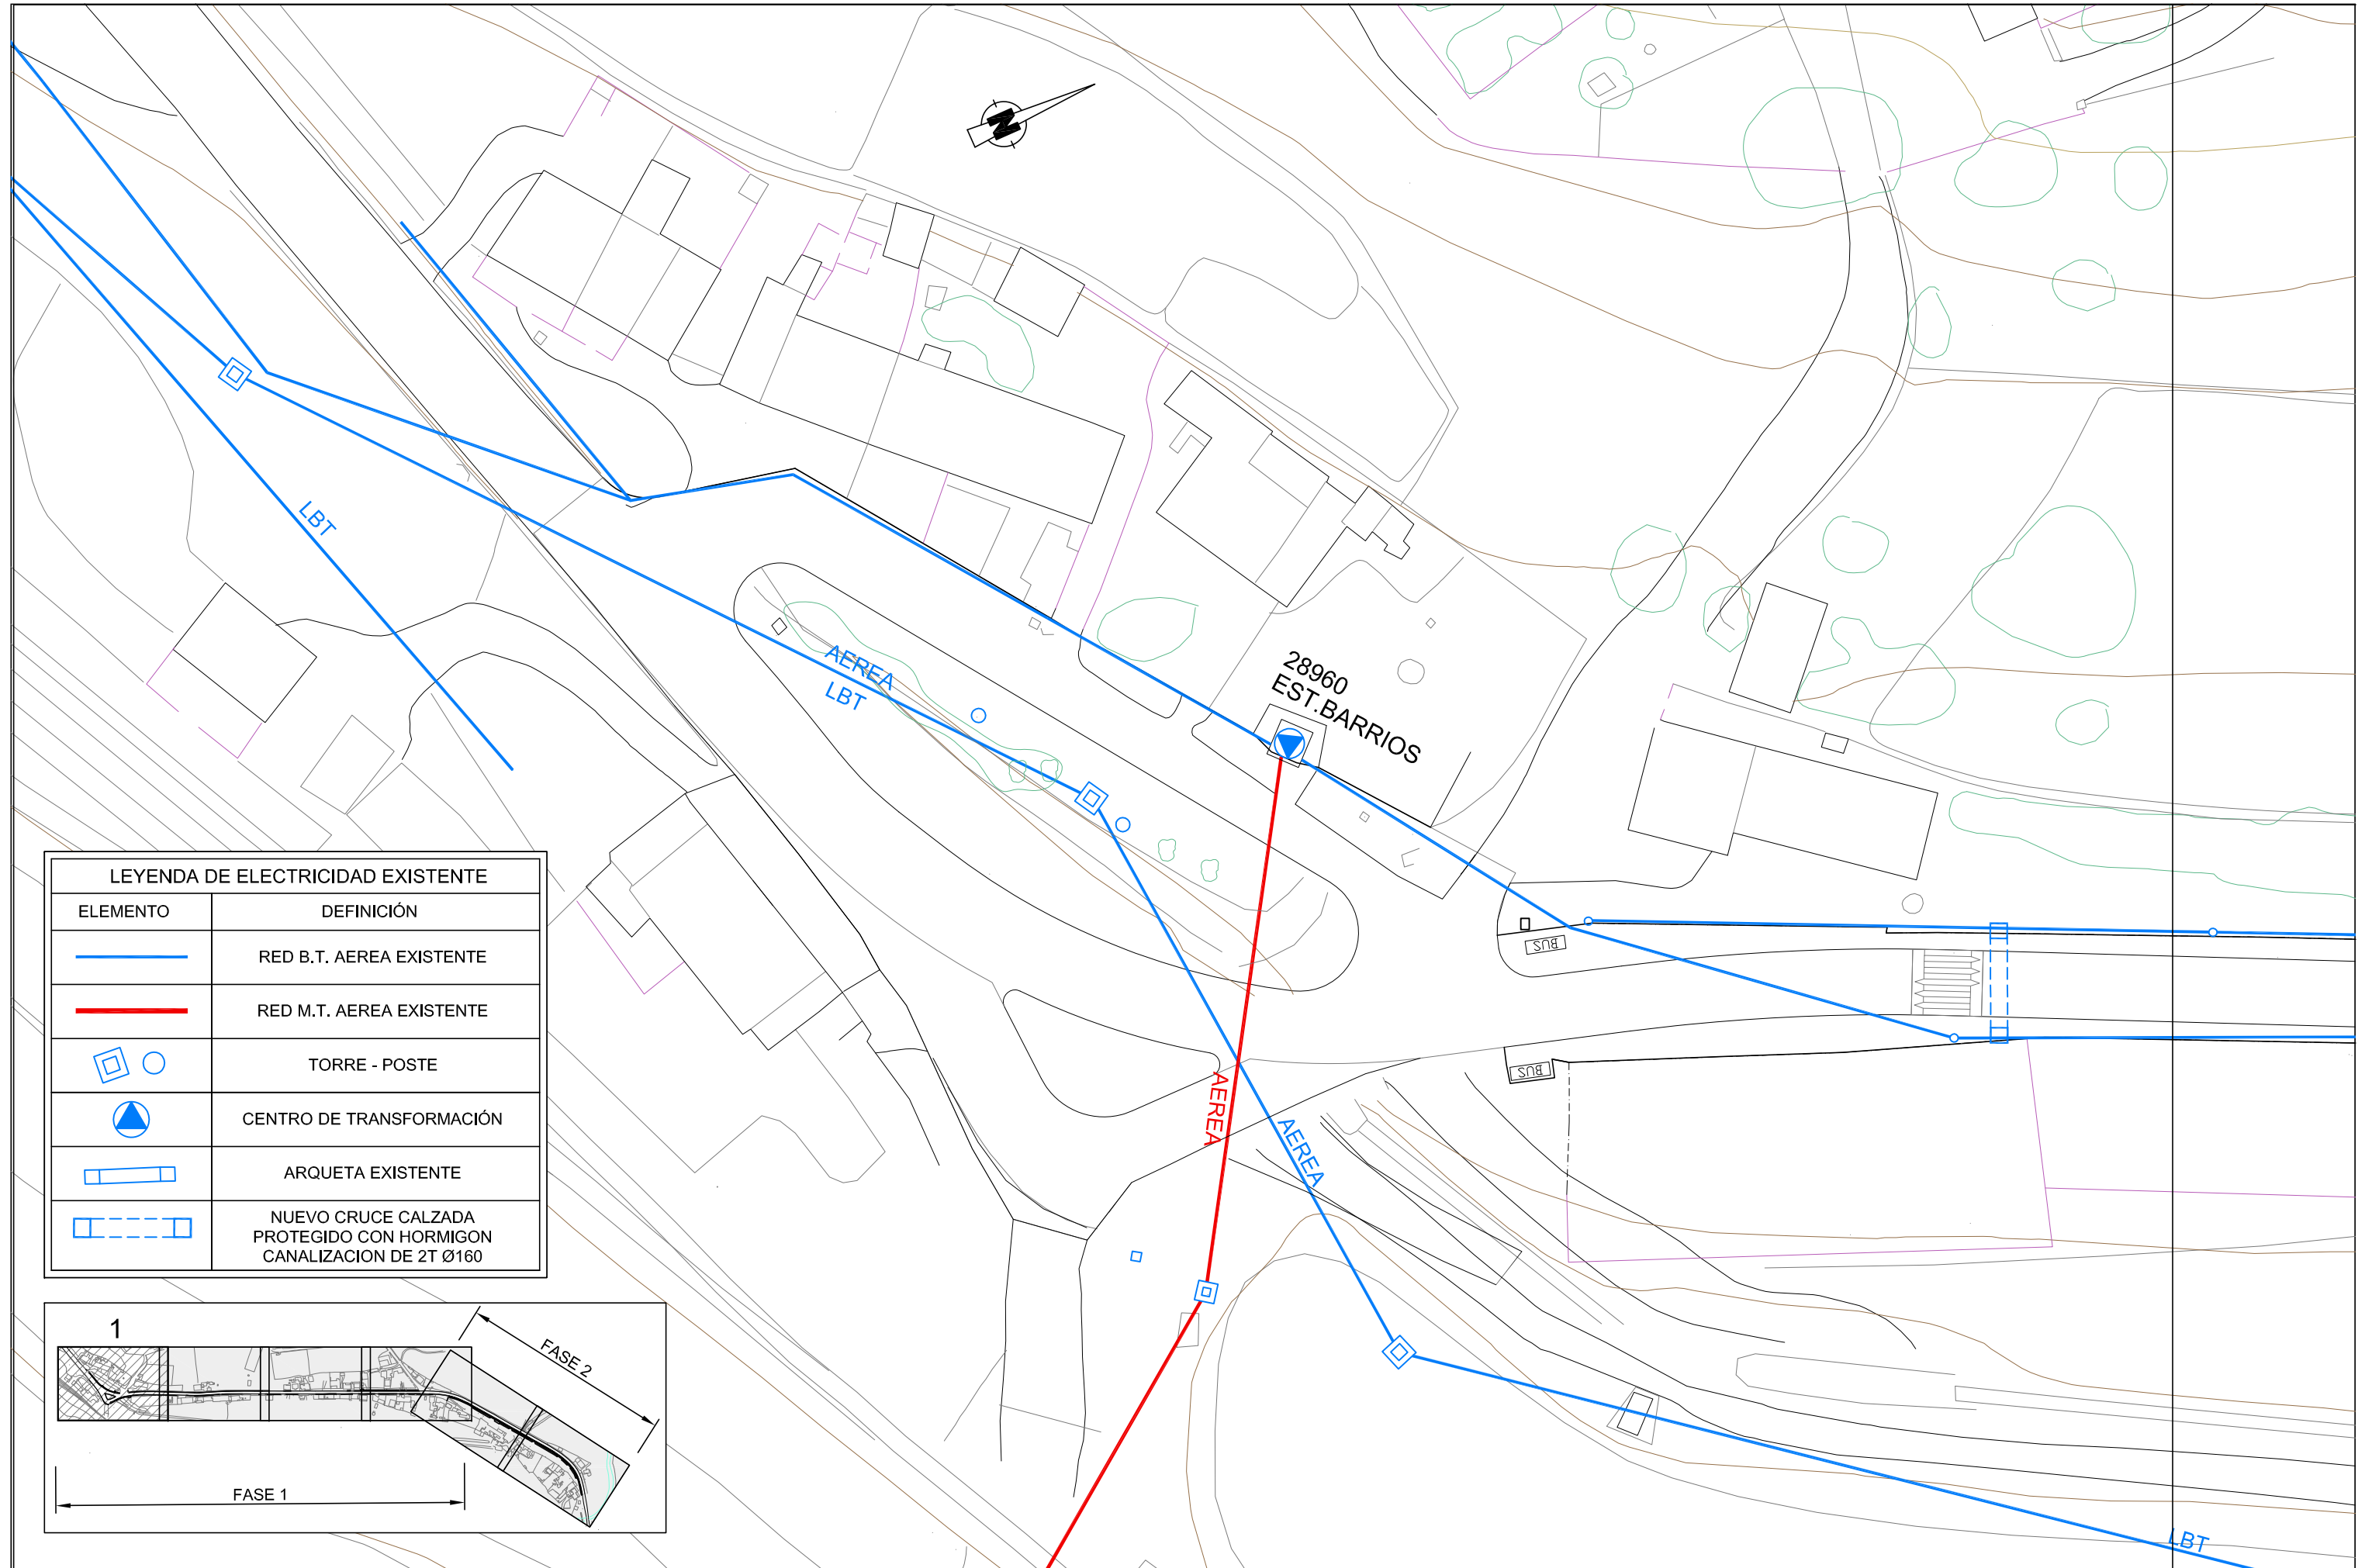 N
LBT
AEREA
LBT
28960
EST.BARRIOS
BUS
BUS
AEREA
AEREA
LBT
LEYENDA DE ELECTRICIDAD EXISTENTE
ELEMENTO
DEFINICIÓN
RED B.T. AEREA EXISTENTE
RED M.T. AEREA EXISTENTE
TORRE - POSTE
CENTRO DE TRANSFORMACIÓN
ARQUETA EXISTENTE
NUEVO CRUCE CALZADA
PROTEGIDO CON HORMIGON
CANALIZACION DE 2T Ø160
1
FASE 2
FASE 1